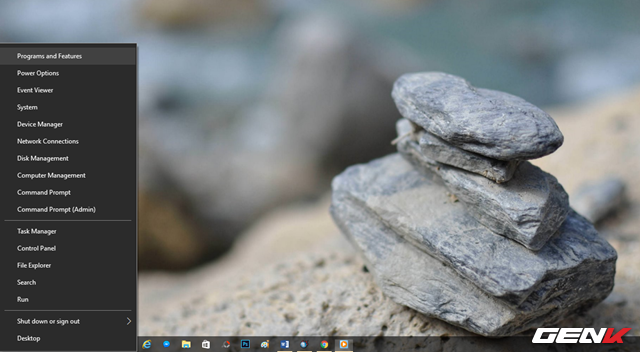 Programs and Features
Power Options
Event Viewer
System
Device Manager
Network Connections
Disk Management
Computer Management
Command Prompt
Command Prompt (Admin)
Task Manager
Control Panel
File Explorer
Search
Run
Shut down or sign out
Desktop
GENK